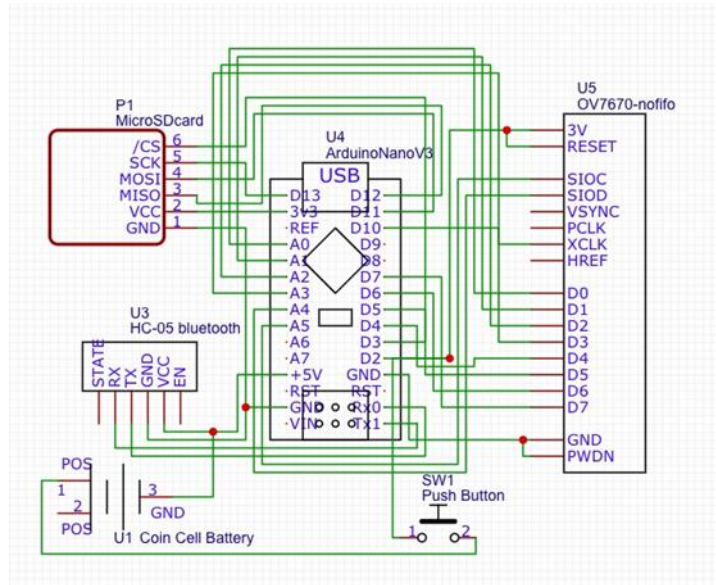 P1
MicroSDcard
/CS 6
SCK 5
MOSI 4
MISO 3
VCC 2
GND 1
U4
ArduinoNanoV3
USB
D13 D12
3V3 D11
REF D10
A0 D9
A1 D8
A2 D7
A3 D6
A4 D5
A5 D4
A6 D3
A7 D2
+5V GND
RST RST
GND Rx0
VIN Tx1
U5
OV7670-nofifo
3V
RESET
SIOC
SIOD
VSYNC
PCLK
XCLK
HREF
D0
D1
D2
D3
D4
D5
D6
D7
GND
PWDN
U3
HC-05 bluetooth
STATE
RX
TX
GND
VCC
EN
POS
1
2
POS
3
GND
U1 Coin Cell Battery
SW1
Push Button
1 2